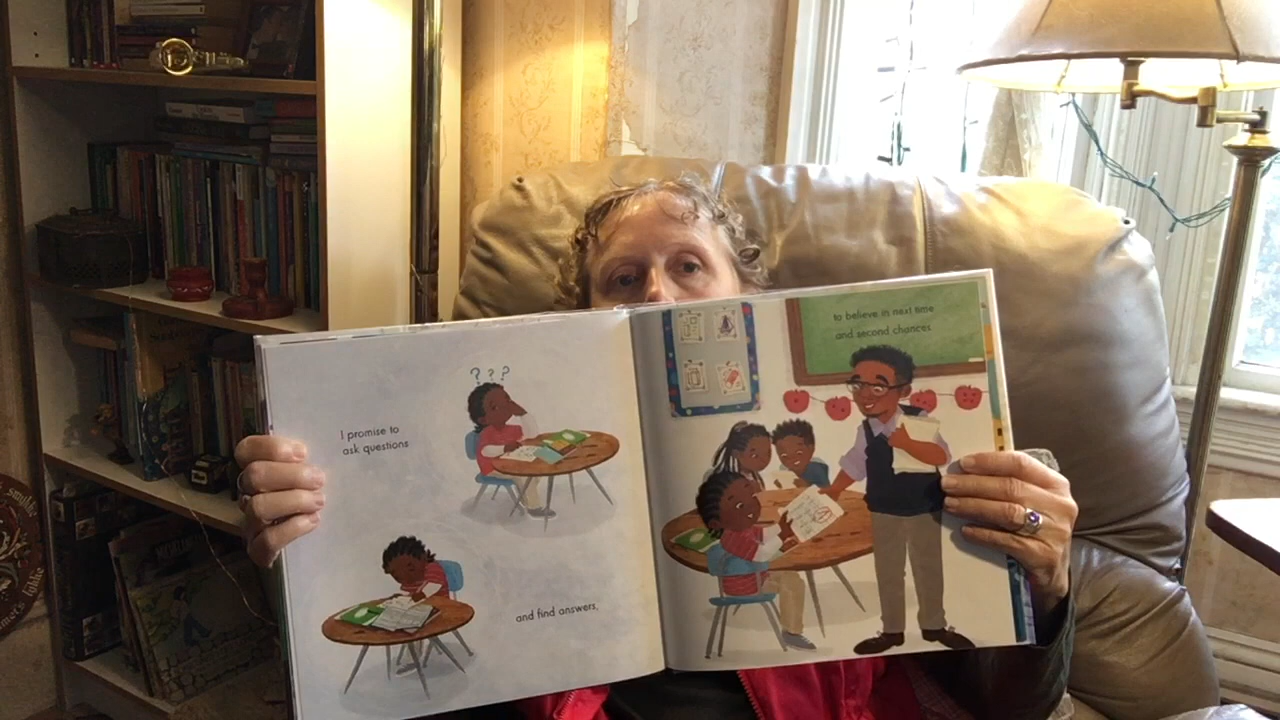 ? ? ?
I promise to
ask questions
and find answers,
to believe in next time
and second chances